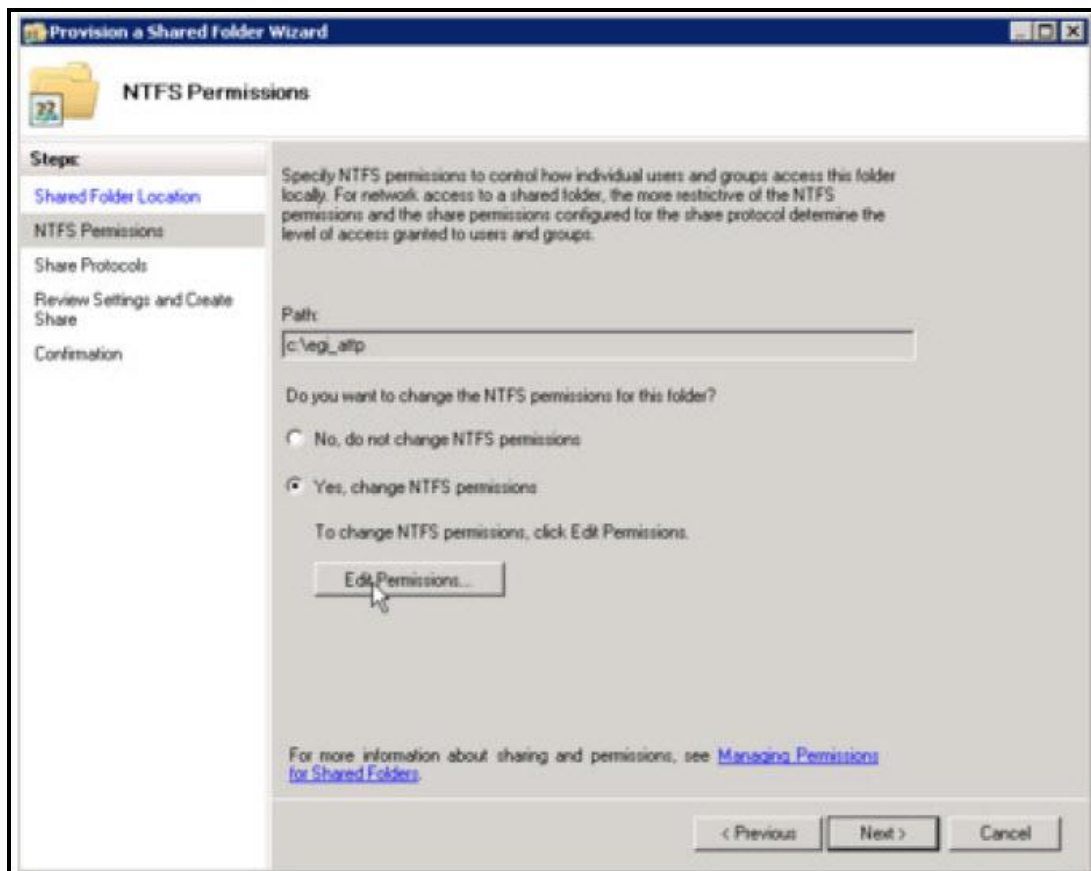 Provision a Shared Folder Wizard
NTFS Permissions
Steps:
Shared Folder Location
NTFS Permissions
Share Protocols
Review Settings and Create
Share
Confirmation
Specify NTFS permissions to control how individual users and groups access this folder
locally. For network access to a shared folder, the more restrictive of the NTFS
permissions and the share permissions configured for the share protocol determine the
level of access granted to users and groups.
Path:
c:\egi_attp
Do you want to change the NTFS permissions for this folder?
No, do not change NTFS permissions
Yes, change NTFS permissions
To change NTFS permissions, click Edit Permissions.
Edit Permissions...
For more information about sharing and permissions, see Managing Permissions
for Shared Folders.
< Previous
Next >
Cancel